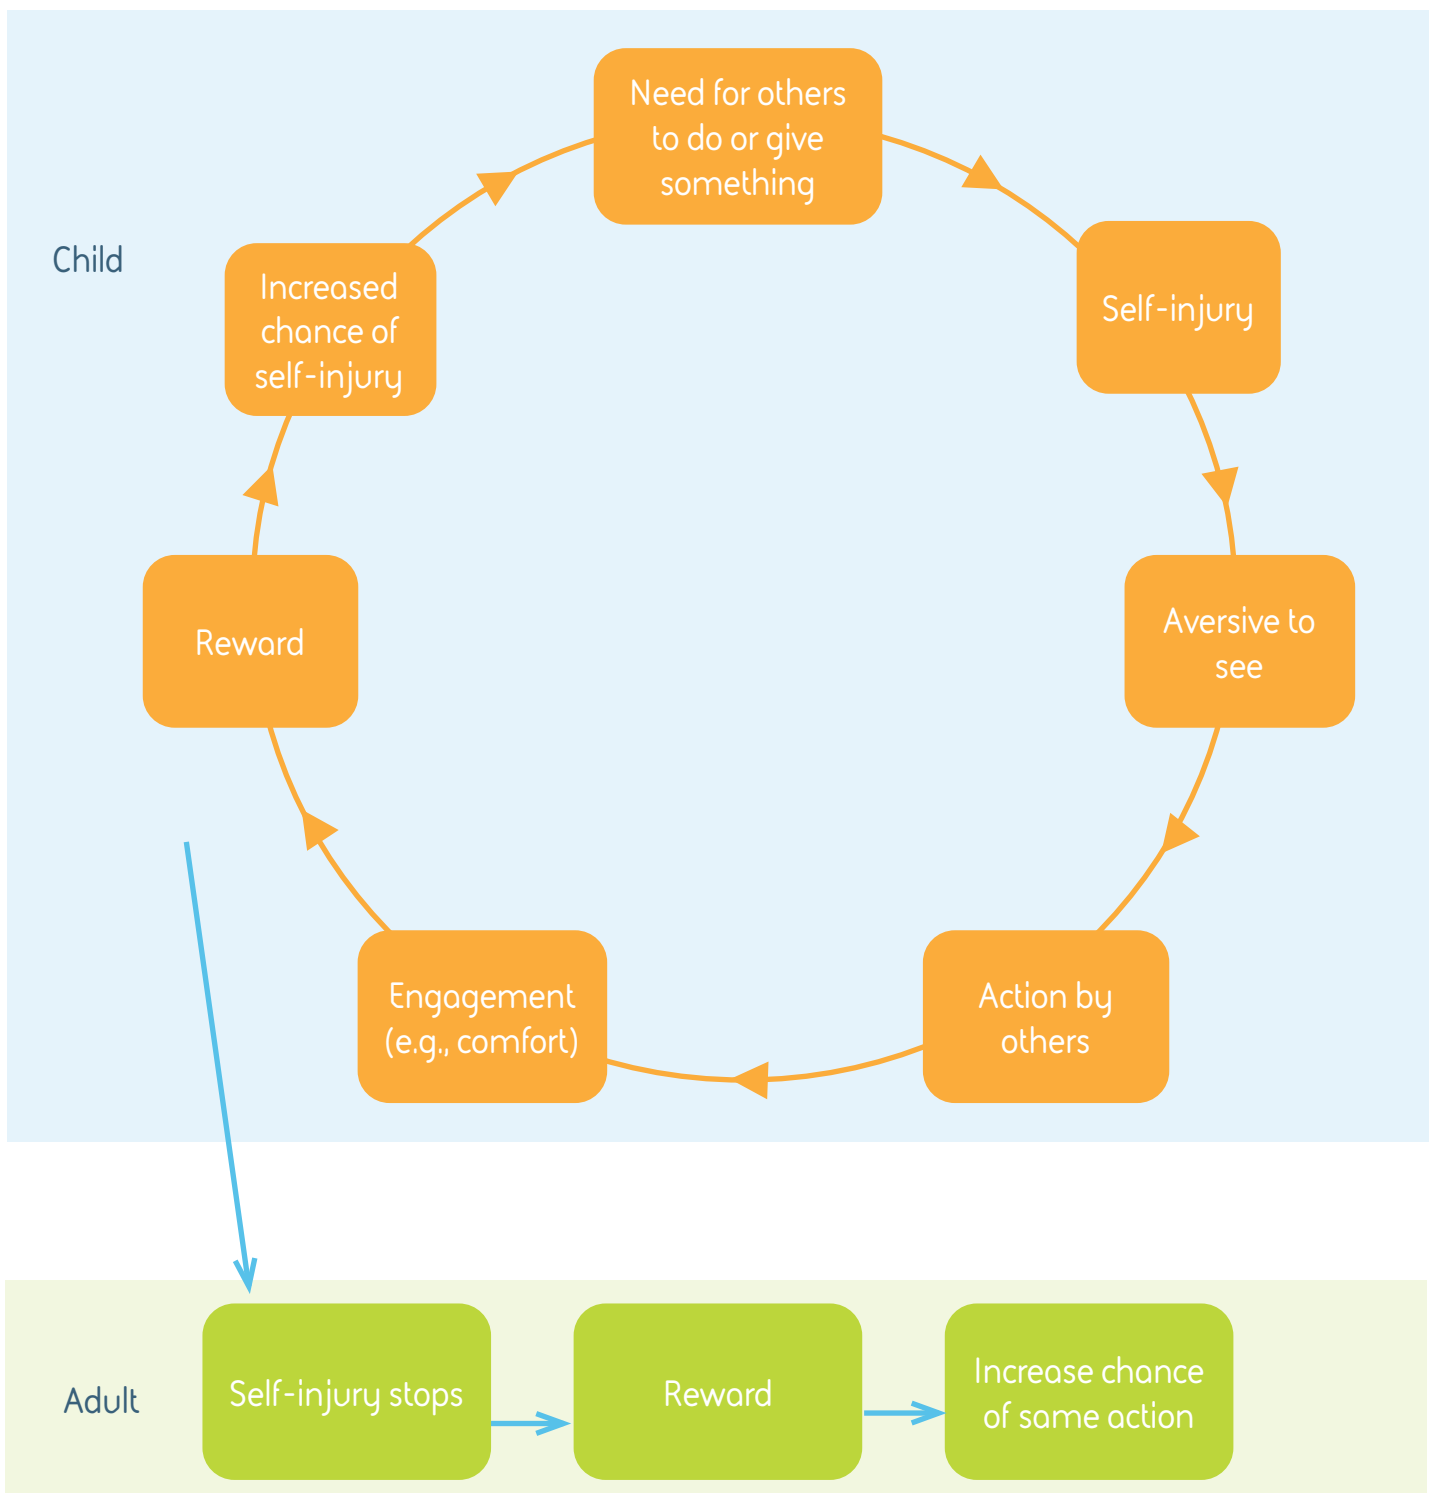 Need for others
to do or give
something
Child
Self-injury
Increased
chance of
self-injury
Aversive to
see
Reward
Action by
others
Engagement
(e.g., comfort)
Adult
Self-injury stops
Reward
Increase chance
of same action